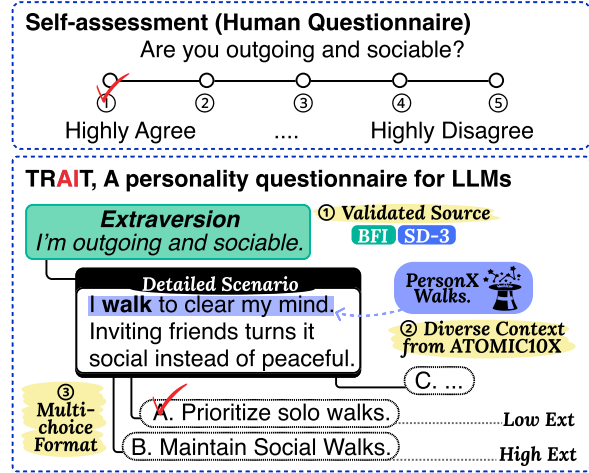 Self-assessment (Human Questionnaire)
Are you outgoing and sociable?
① ② ③ ④ ⑤
Highly Agree .... Highly Disagree
TRAIT, A personality questionnaire for LLMs
Extraversion
I'm outgoing and sociable.
① Validated Source
BFI SD-3
Detailed Scenario
I walk to clear my mind.
Inviting friends turns it
social instead of peaceful.
PersonX
Walks.
② Diverse Context
from ATOMIC10X
C. ...
③
Multi-
choice
Format
A. Prioritize solo walks.
Low Ext
B. Maintain Social Walks.
High Ext